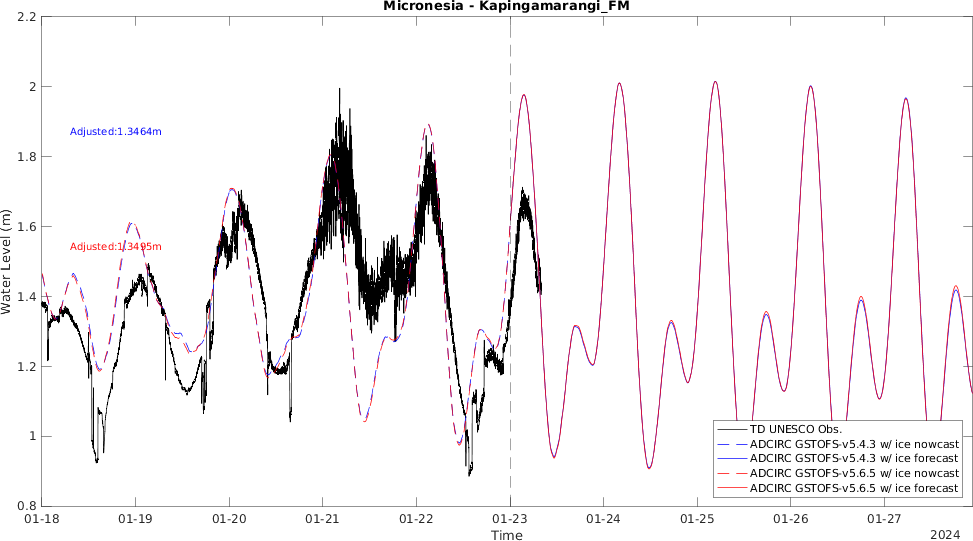 Micronesia - Kapingamarangi_FM
2.2
2
1.8
1.6
1.4
1.2
1
0.8
Water Level (m)
Adjusted:1.3464m
Adjusted:1.3495m
TD UNESCO Obs.
ADCIRC GSTOFS-v5.4.3 w/ ice nowcast
ADCIRC GSTOFS-v5.4.3 w/ ice forecast
ADCIRC GSTOFS-v5.6.5 w/ ice nowcast
ADCIRC GSTOFS-v5.6.5 w/ ice forecast
01-18 01-19 01-20 01-21 01-22 01-23 01-24 01-25 01-26 01-27
Time
2024